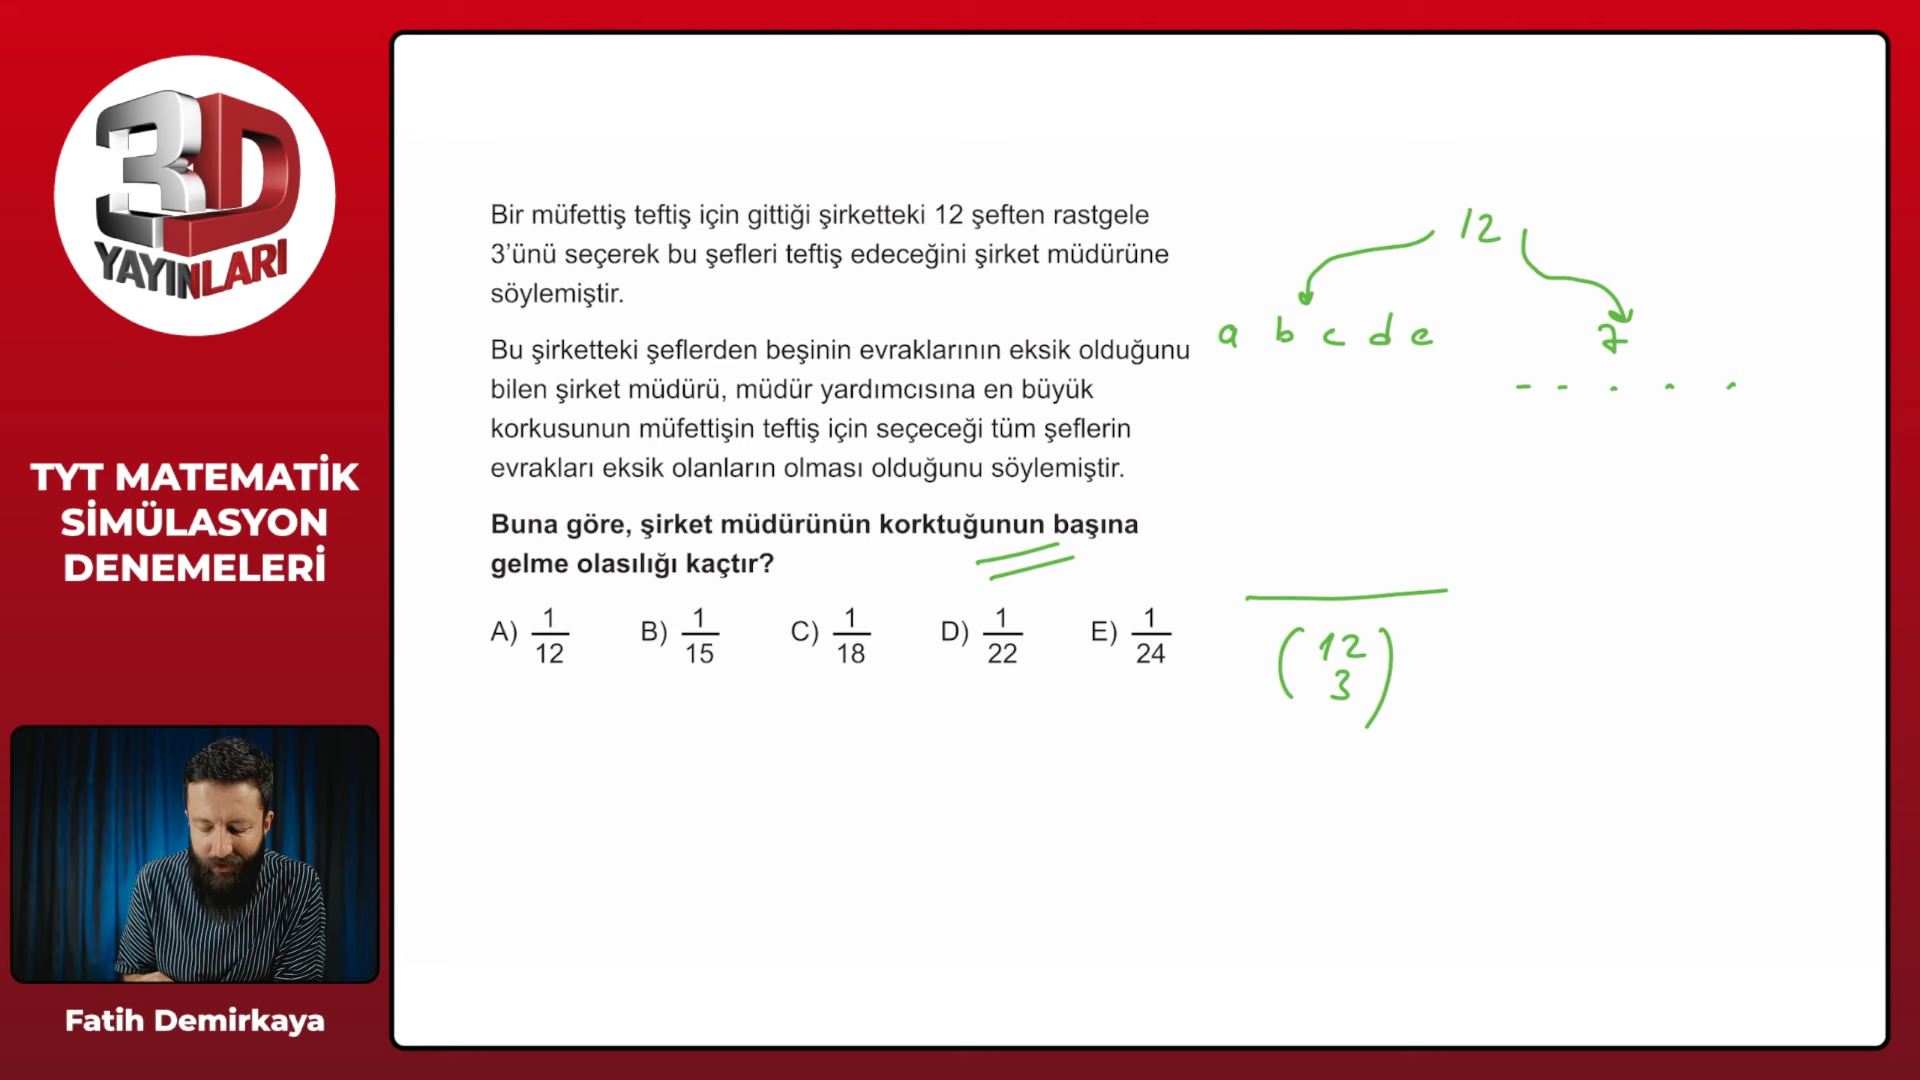 3D
YAYINLARI
TYT MATEMATİK
SİMÜLASYON
DENEMELERİ
Fatih Demirkaya
Bir müfettiş teftiş için gittiği şirketteki 12 şeften rastgele
3'ünü seçerek bu şefleri teftiş edeceğini şirket müdürüne
söylemiştir.
Bu şirketteki şeflerden beşinin evraklarının eksik olduğunu
bilen şirket müdürü, müdür yardımcısına en büyük
korkusunun müfettişin teftiş için seçeceği tüm şeflerin
evrakları eksik olanların olması olduğunu söylemiştir.
Buna göre, şirket müdürünün korktuğunun başına
gelme olasılığı kaçtır?
A) 1/12 B) 1/15 C) 1/18 D) 1/22 E) 1/24
12
a b c d e 7
(12
3)